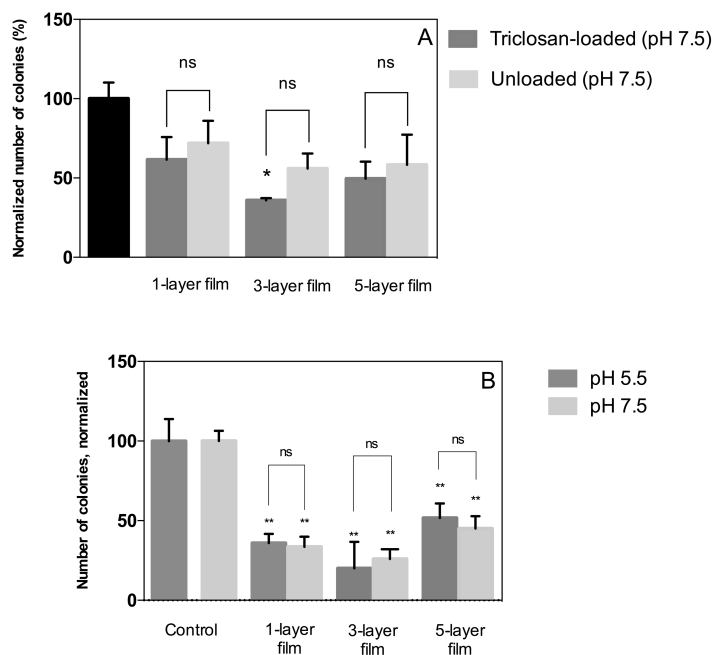 150
100
50
0
Normalized number of colonies (%)
A
ns
ns
ns
*
1-layer film
3-layer film
5-layer film
Triclosan-loaded (pH 7.5)
Unloaded (pH 7.5)
150
100
50
0
Number of colonies, normalized
B
ns
ns
ns
**
**
**
**
**
**
Control
1-layer
film
3-layer
film
5-layer
film
pH 5.5
pH 7.5